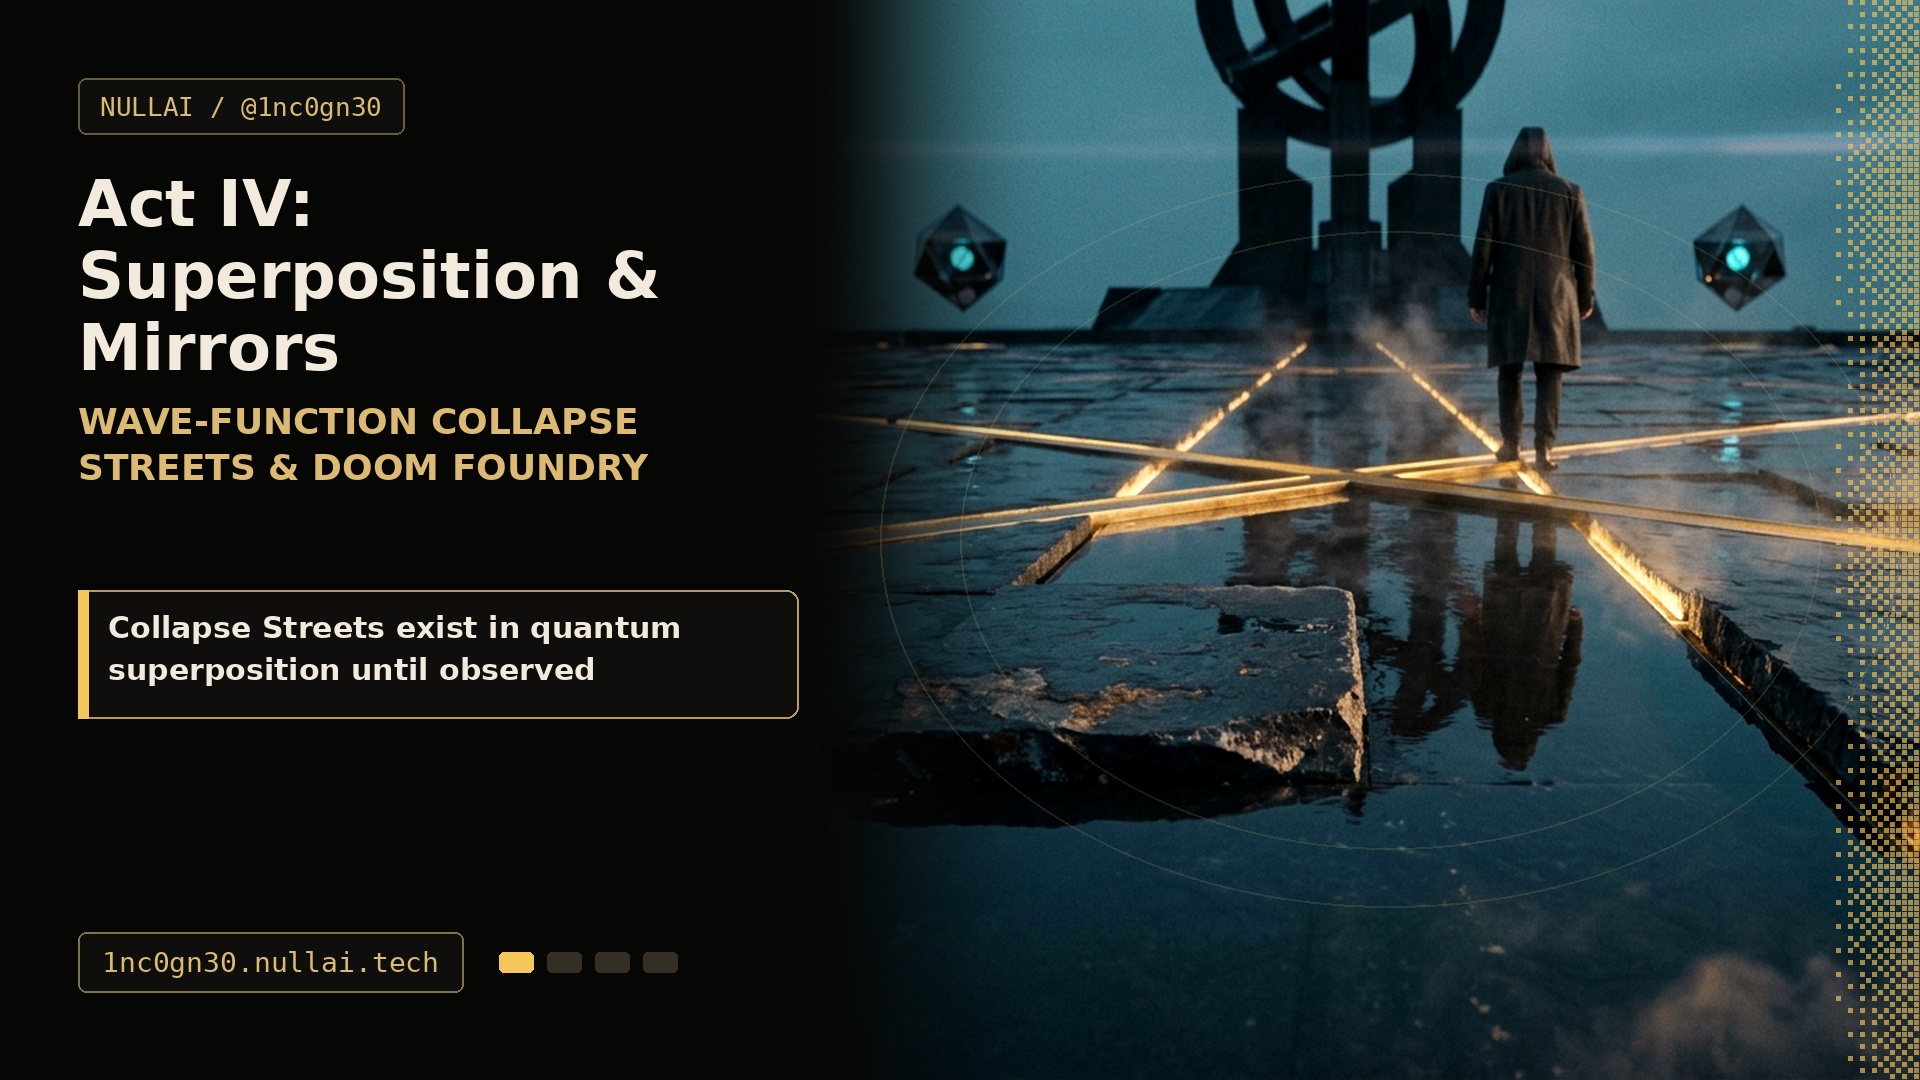 NULLAI / @1nc0gn30
Act IV:
Superposition &
Mirrors
WAVE-FUNCTION COLLAPSE
STREETS & DOOM FOUNDRY
Collapse Streets exist in quantum
superposition until observed
1nc0gn30.nullai.tech